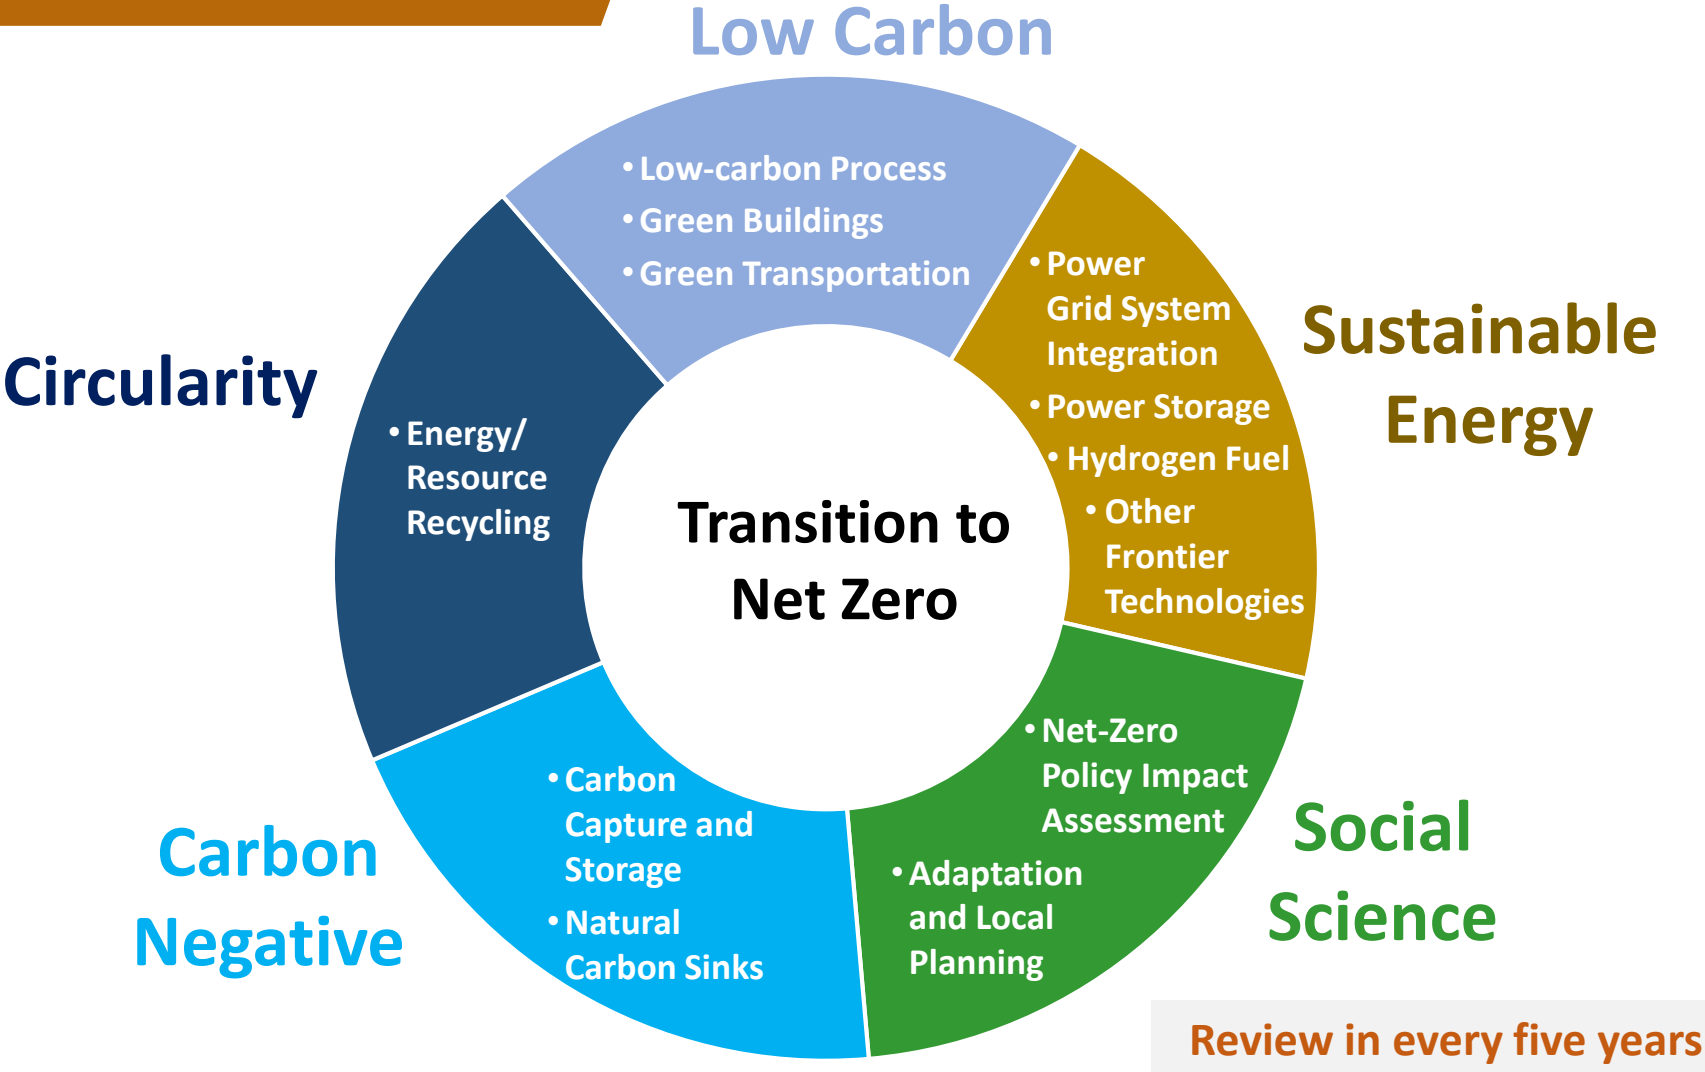 Low Carbon
• Low-carbon Process
• Green Buildings
• Green Transportation
Sustainable
Energy
• Power
Grid System
Integration
• Power Storage
• Hydrogen Fuel
• Other
Frontier
Technologies
Circularity
• Energy/
Resource
Recycling
Transition to
Net Zero
Social
Science
• Net-Zero
Policy Impact
Assessment
• Adaptation
and Local
Planning
Carbon
Negative
• Carbon
Capture and
Storage
• Natural
Carbon Sinks
Review in every five years